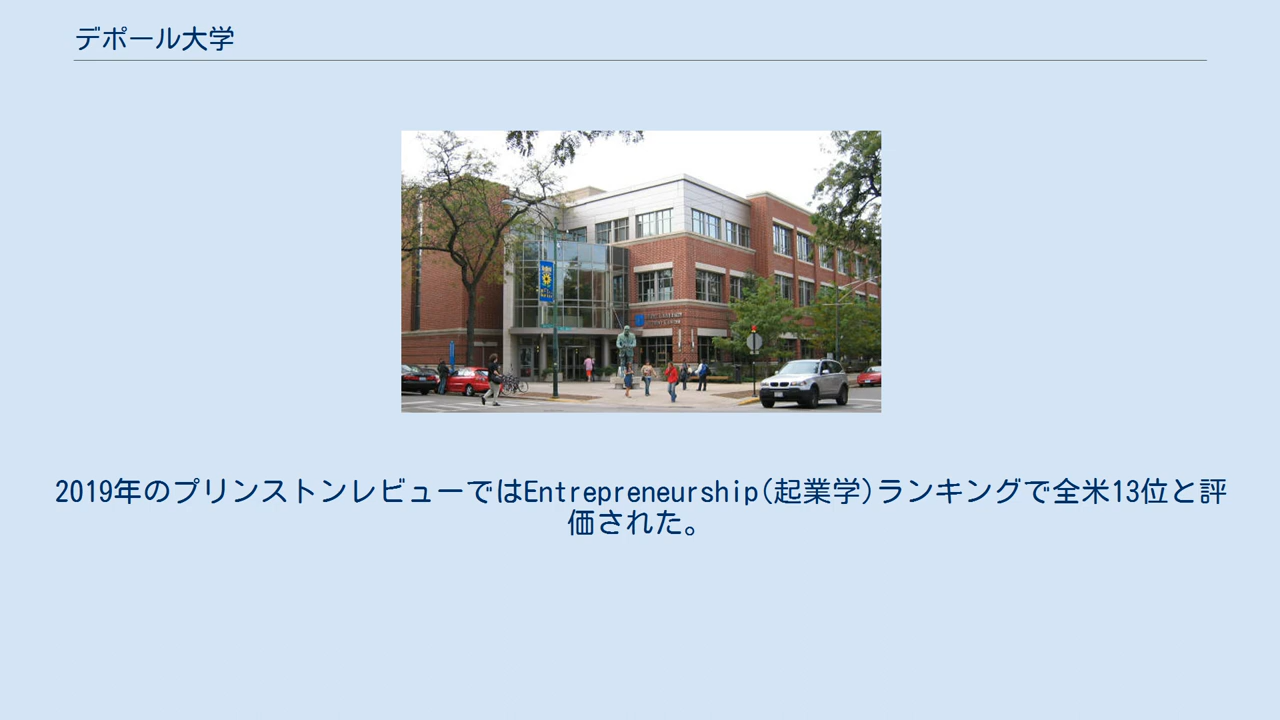 デポール大学
2019年のプリンストンレビューではEntrepreneurship(起業学)ランキングで全米13位と評
価された。